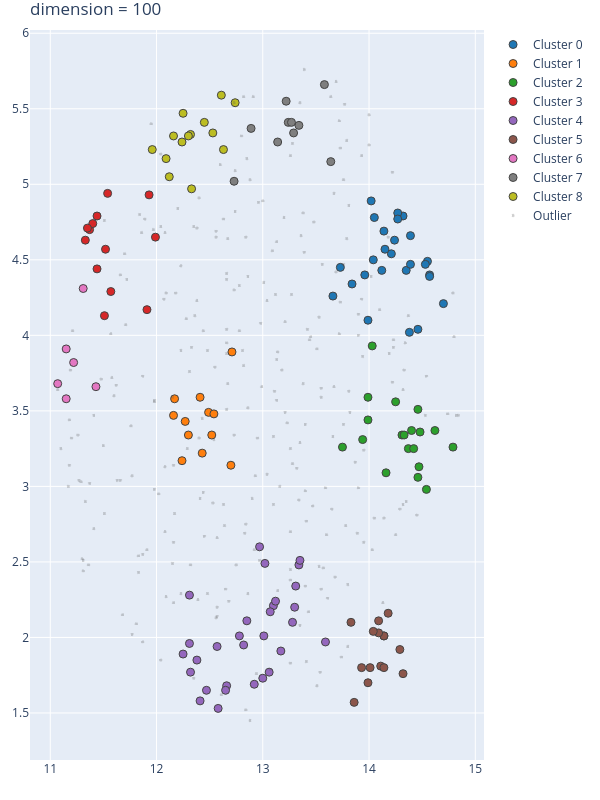 dimension = 100
6
5.5
5
4.5
4
3.5
3
2.5
2
1.5
11
12
13
14
15
Cluster 0
Cluster 1
Cluster 2
Cluster 3
Cluster 4
Cluster 5
Cluster 6
Cluster 7
Cluster 8
Outlier